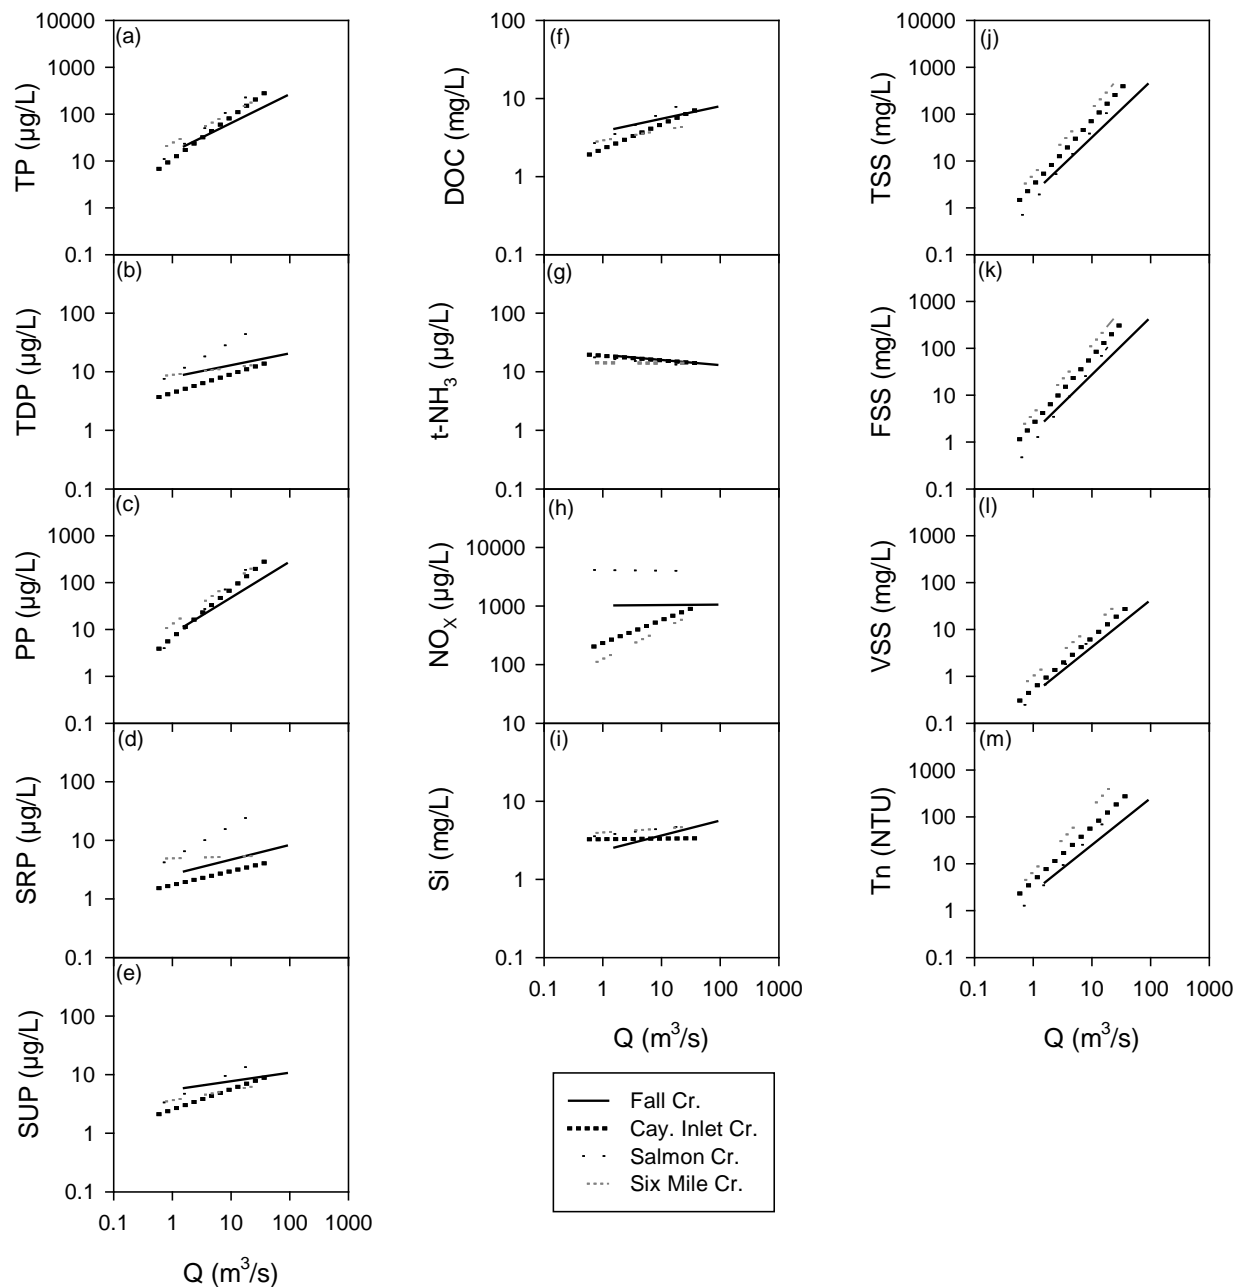 (a)
10000
1000
100
10
1
0.1
TP (µg/L)
(b)
100
10
1
0.1
TDP (µg/L)
(c)
1000
100
10
1
0.1
PP (µg/L)
(d)
100
10
1
0.1
SRP (µg/L)
(e)
100
10
1
0.1
SUP (µg/L)
0.1 1 10 100 1000
Q (m³/s)
(f)
100
10
1
0.1
DOC (mg/L)
(g)
100
10
1
0.1
t-NH₃ (µg/L)
(h)
10000
1000
100
10
NOₓ (µg/L)
(i)
10
1
0.1
Si (mg/L)
0.1 1 10 100 1000
Q (m³/s)
Fall Cr.
Cay. Inlet Cr.
Salmon Cr.
Six Mile Cr.
(j)
1000
100
10
1
0.1
TSS (mg/L)
(k)
1000
100
10
1
0.1
FSS (mg/L)
(l)
1000
100
10
1
0.1
VSS (mg/L)
(m)
1000
100
10
1
0.1
Tn (NTU)
0.1 1 10 100 1000
Q (m³/s)